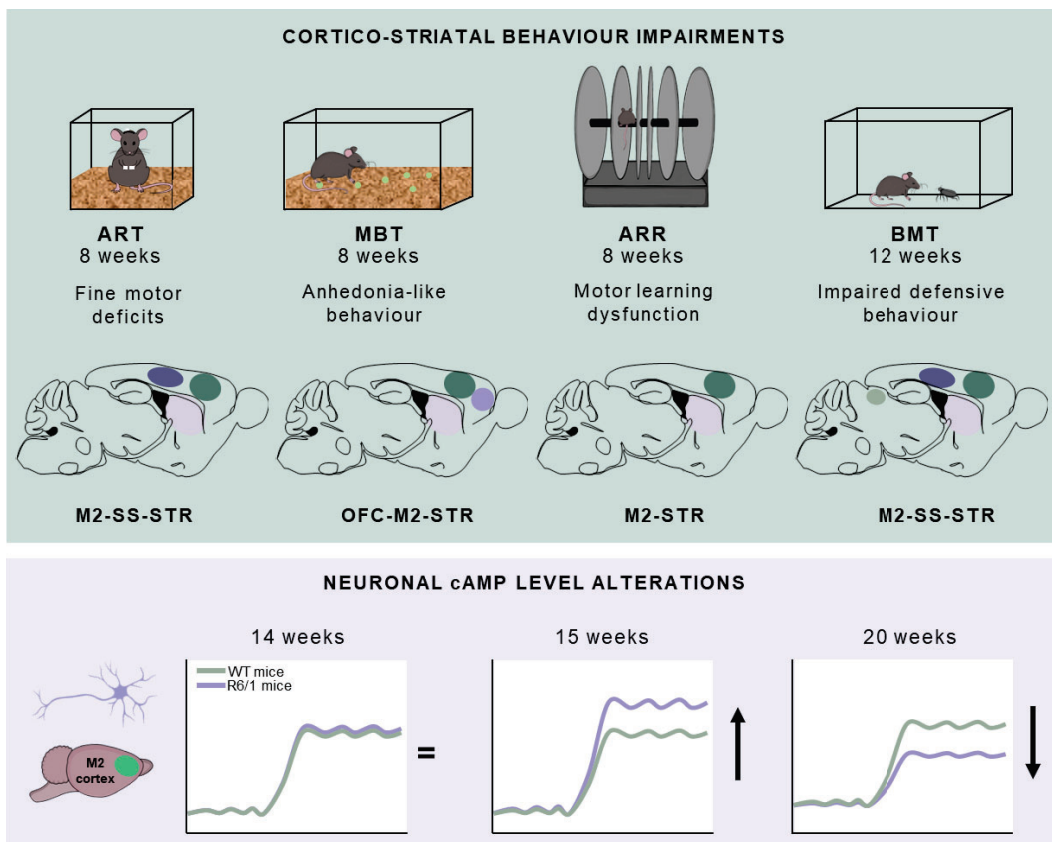 CORTICO-STRIATAL BEHAVIOUR IMPAIRMENTS
ART
8 weeks
Fine motor
deficits
MBT
8 weeks
Anhedonia-like
behaviour
ARR
8 weeks
Motor learning
dysfunction
BMT
12 weeks
Impaired defensive
behaviour
M2-SS-STR
OFC-M2-STR
M2-STR
M2-SS-STR
NEURONAL cAMP LEVEL ALTERATIONS
14 weeks
15 weeks
20 weeks
WT mice
R6/1 mice
=
M2
cortex